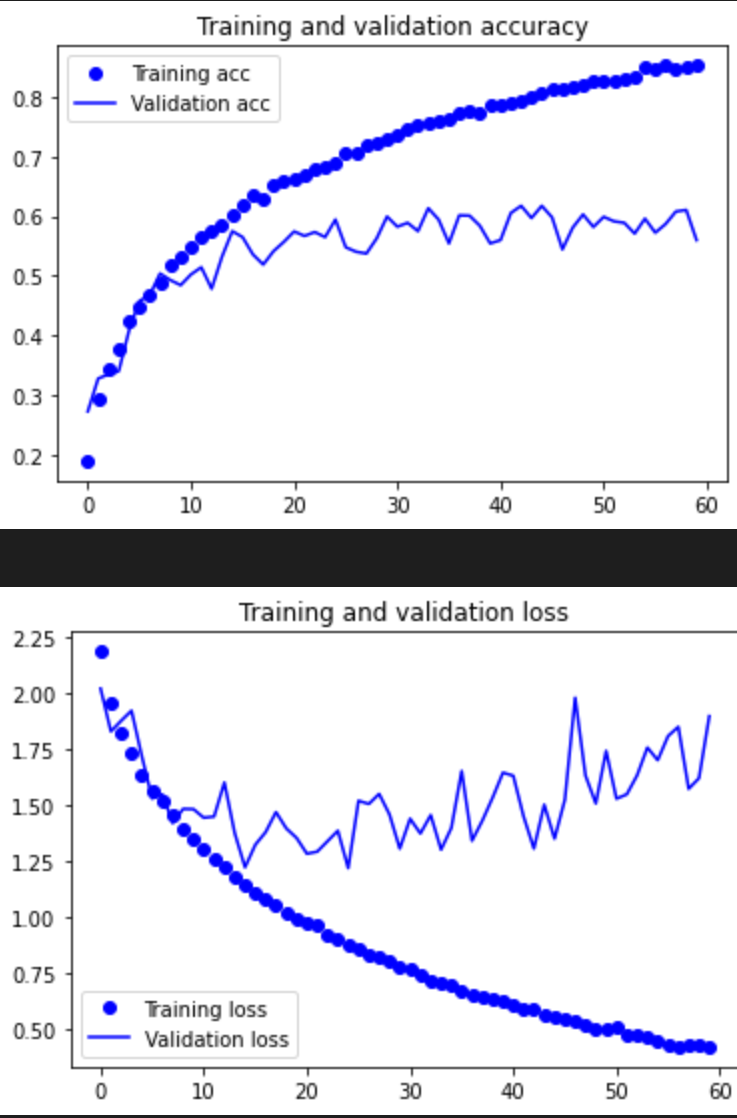 Training and validation accuracy
Training acc
Validation acc
0.8
0.7
0.6
0.5
0.4
0.3
0.2
0 10 20 30 40 50 60
Training and validation loss
2.25
2.00
1.75
1.50
1.25
1.00
0.75
0.50
Training loss
Validation loss
0 10 20 30 40 50 60